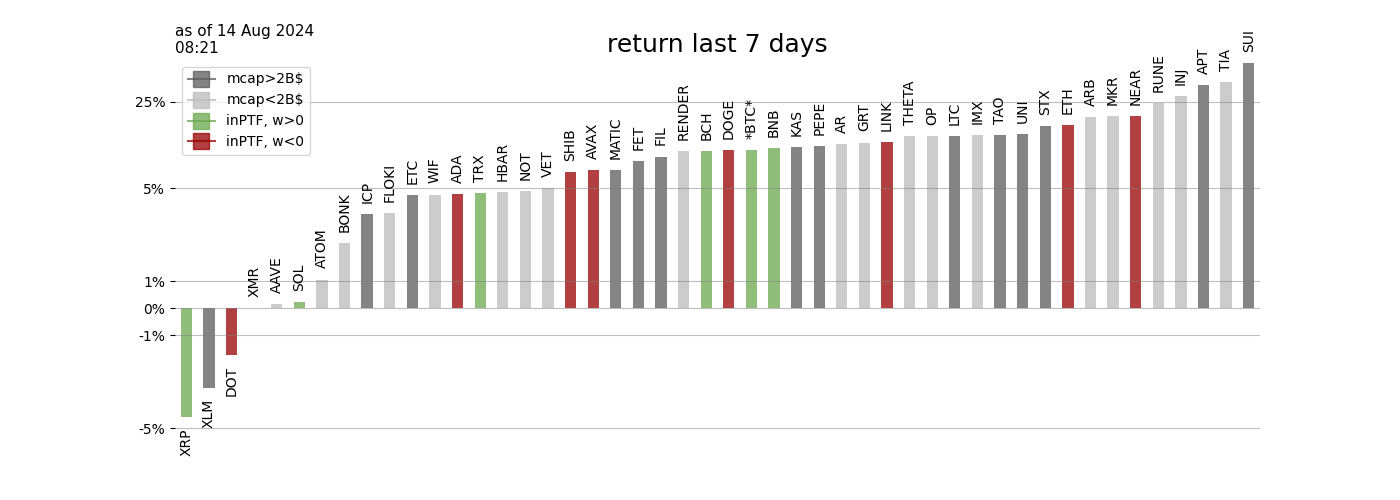 as of 14 Aug 2024
08:21
return last 7 days
mcap>2B$
mcap<2B$
inPTF, w>0
inPTF, w<0
25%
5%
1%
0%
-1%
-5%
XRP
XLM
DOT
XMR
AAVE
SOL
ATOM
BONK
ICP
FLOKI
ETC
WIF
ADA
TRX
HBAR
NOT
VET
SHIB
AVAX
MATIC
FET
FIL
RENDER
BCH
DOGE
*BTC*
BNB
KAS
PEPE
AR
GRT
LINK
THETA
OP
LTC
IMX
TAO
UNI
STX
ETH
ARB
MKR
NEAR
RUNE
INJ
APT
TIA
SUI